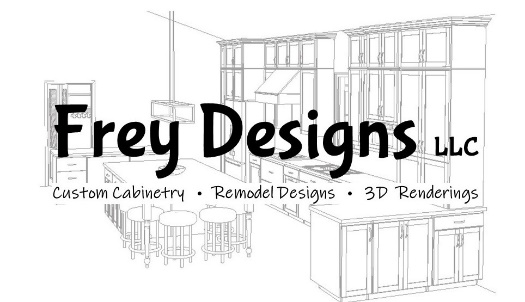 Frey Designs LLC
Custom Cabinetry • Remodel Designs • 3D Renderings